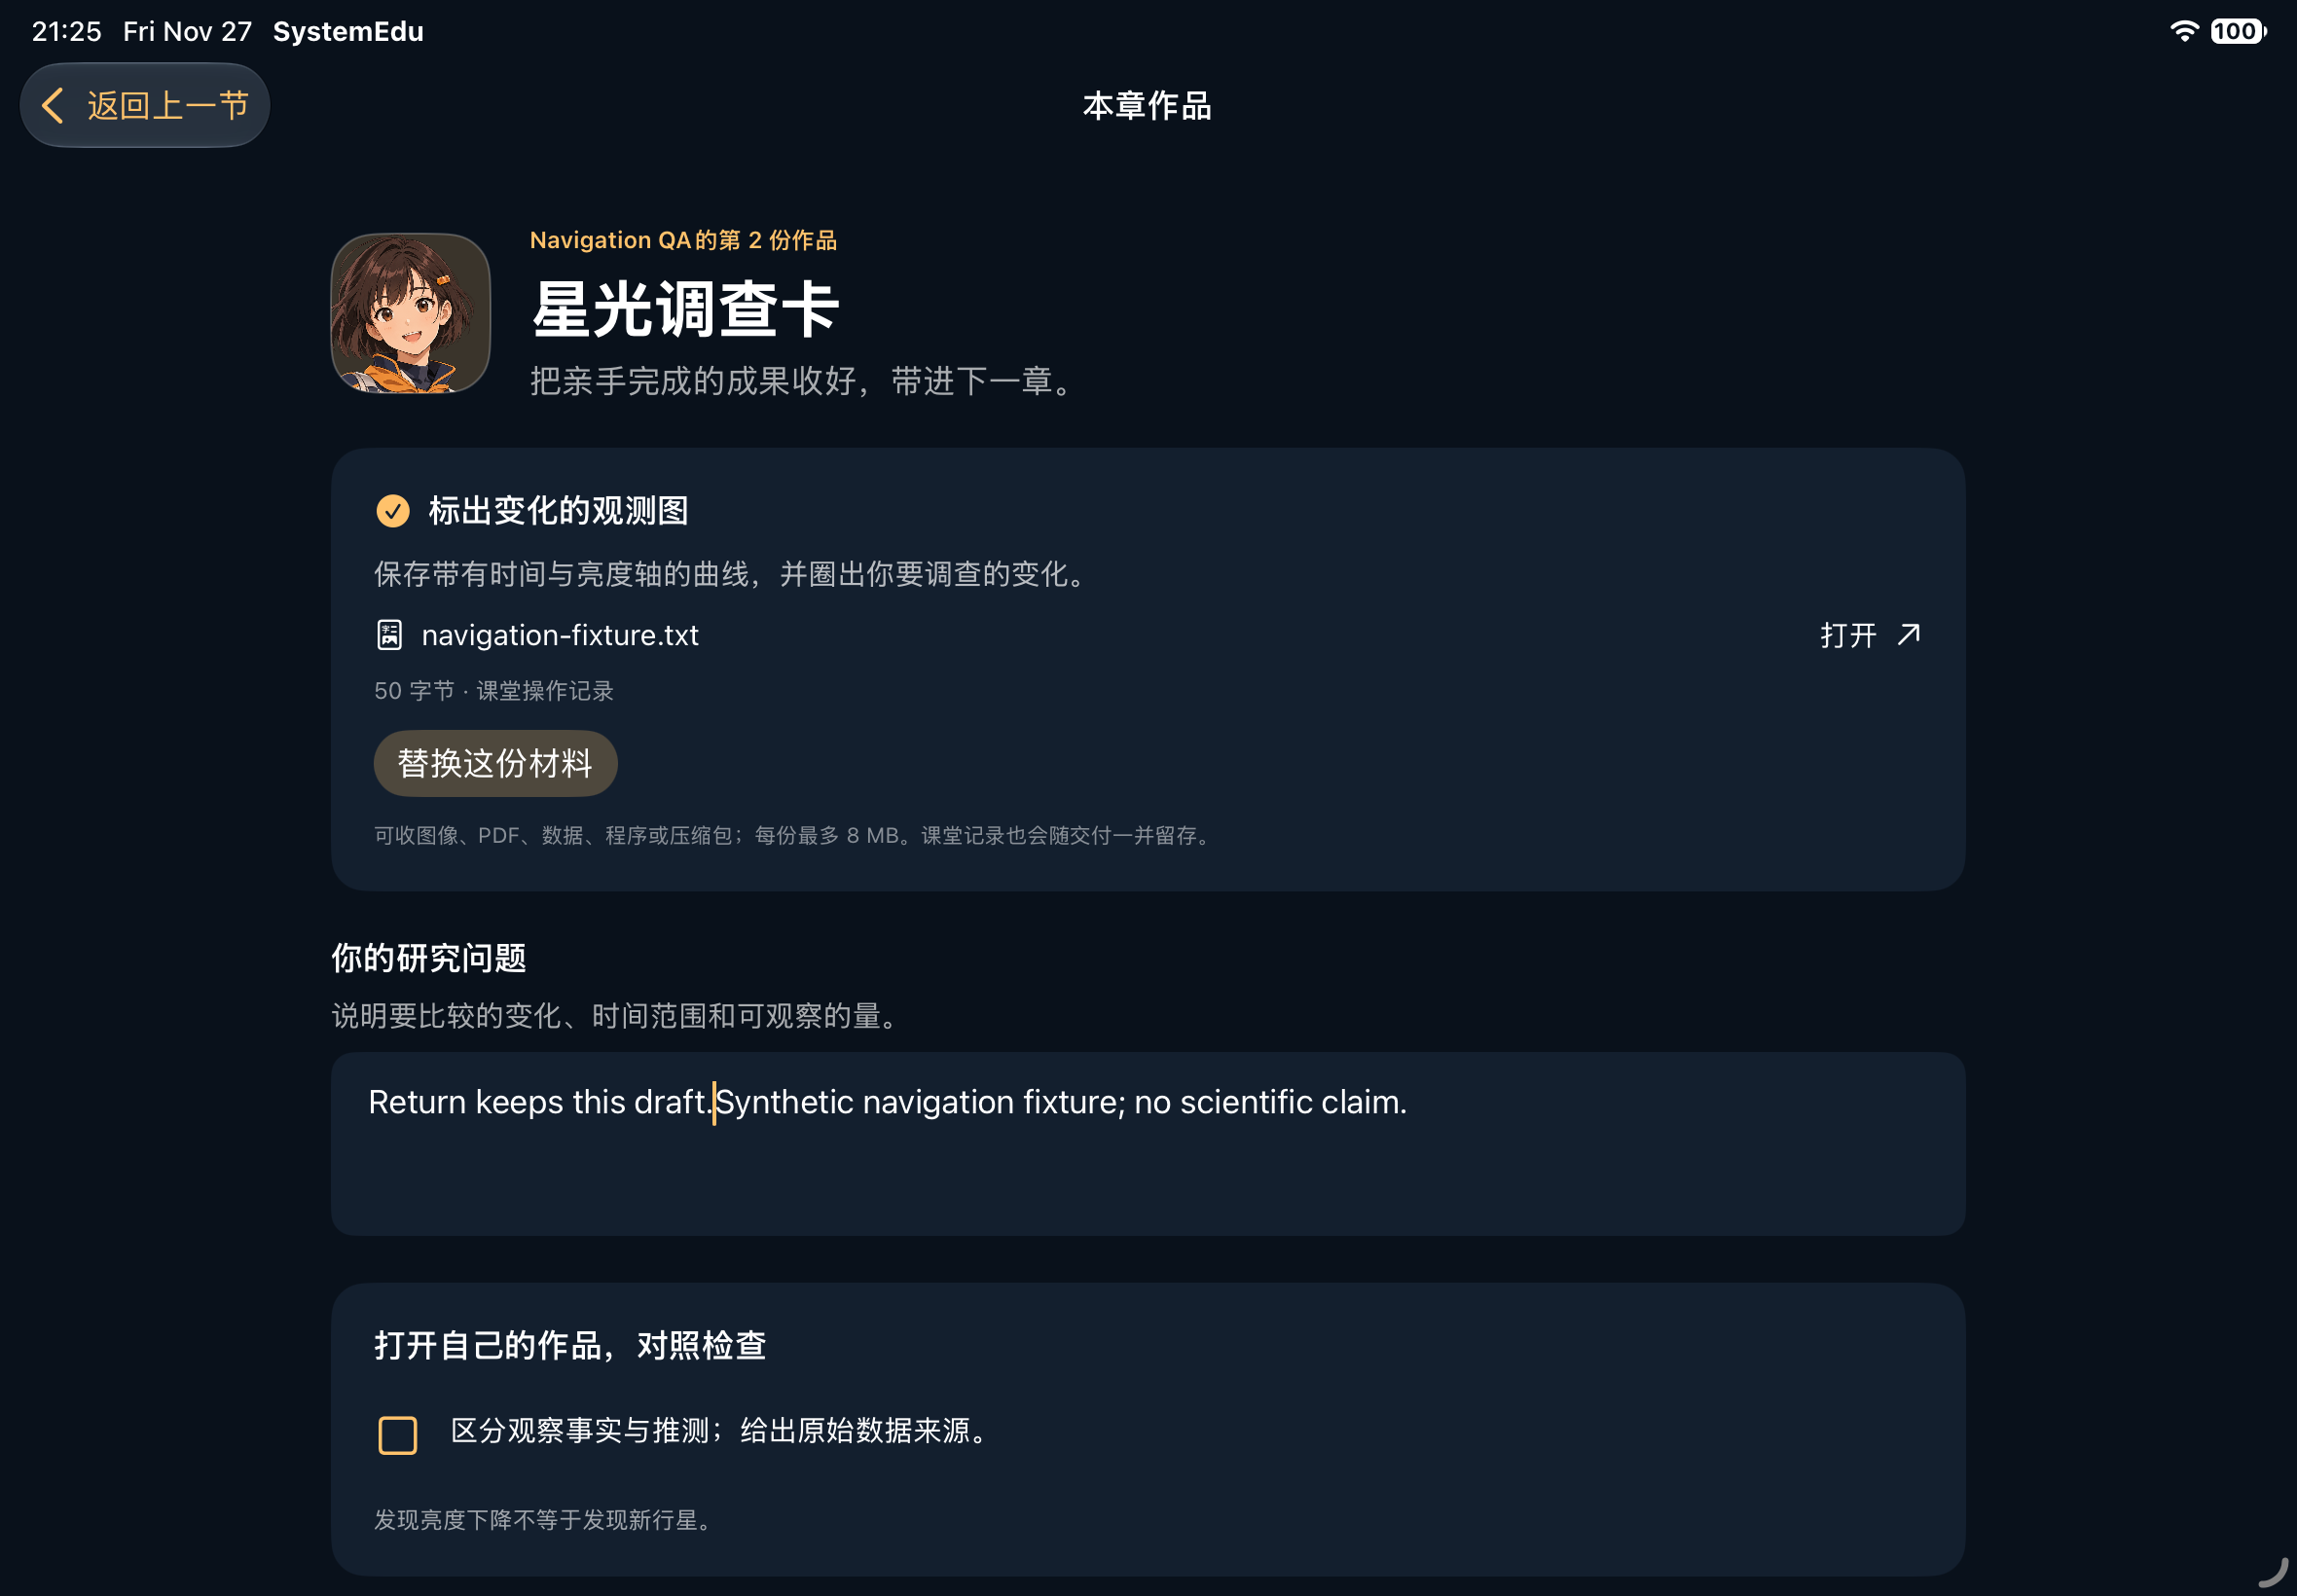 21:25 Fri Nov 27 SystemEdu
100
返回上一节
本章作品
Navigation QA的第 2 份作品
星光调查卡
把亲手完成的成果收好，带进下一章。
标出变化的观测图
保存带有时间与亮度轴的曲线，并圈出你要调查的变化。
navigation-fixture.txt
打开
50 字节 · 课堂操作记录
替换这份材料
可收图像、PDF、数据、程序或压缩包；每份最多 8 MB。课堂记录也会随交付一并留存。
你的研究问题
说明要比较的变化、时间范围和可观察的量。
Return keeps this draft.Synthetic navigation fixture; no scientific claim.
打开自己的作品，对照检查
区分观察事实与推测；给出原始数据来源。
发现亮度下降不等于发现新行星。